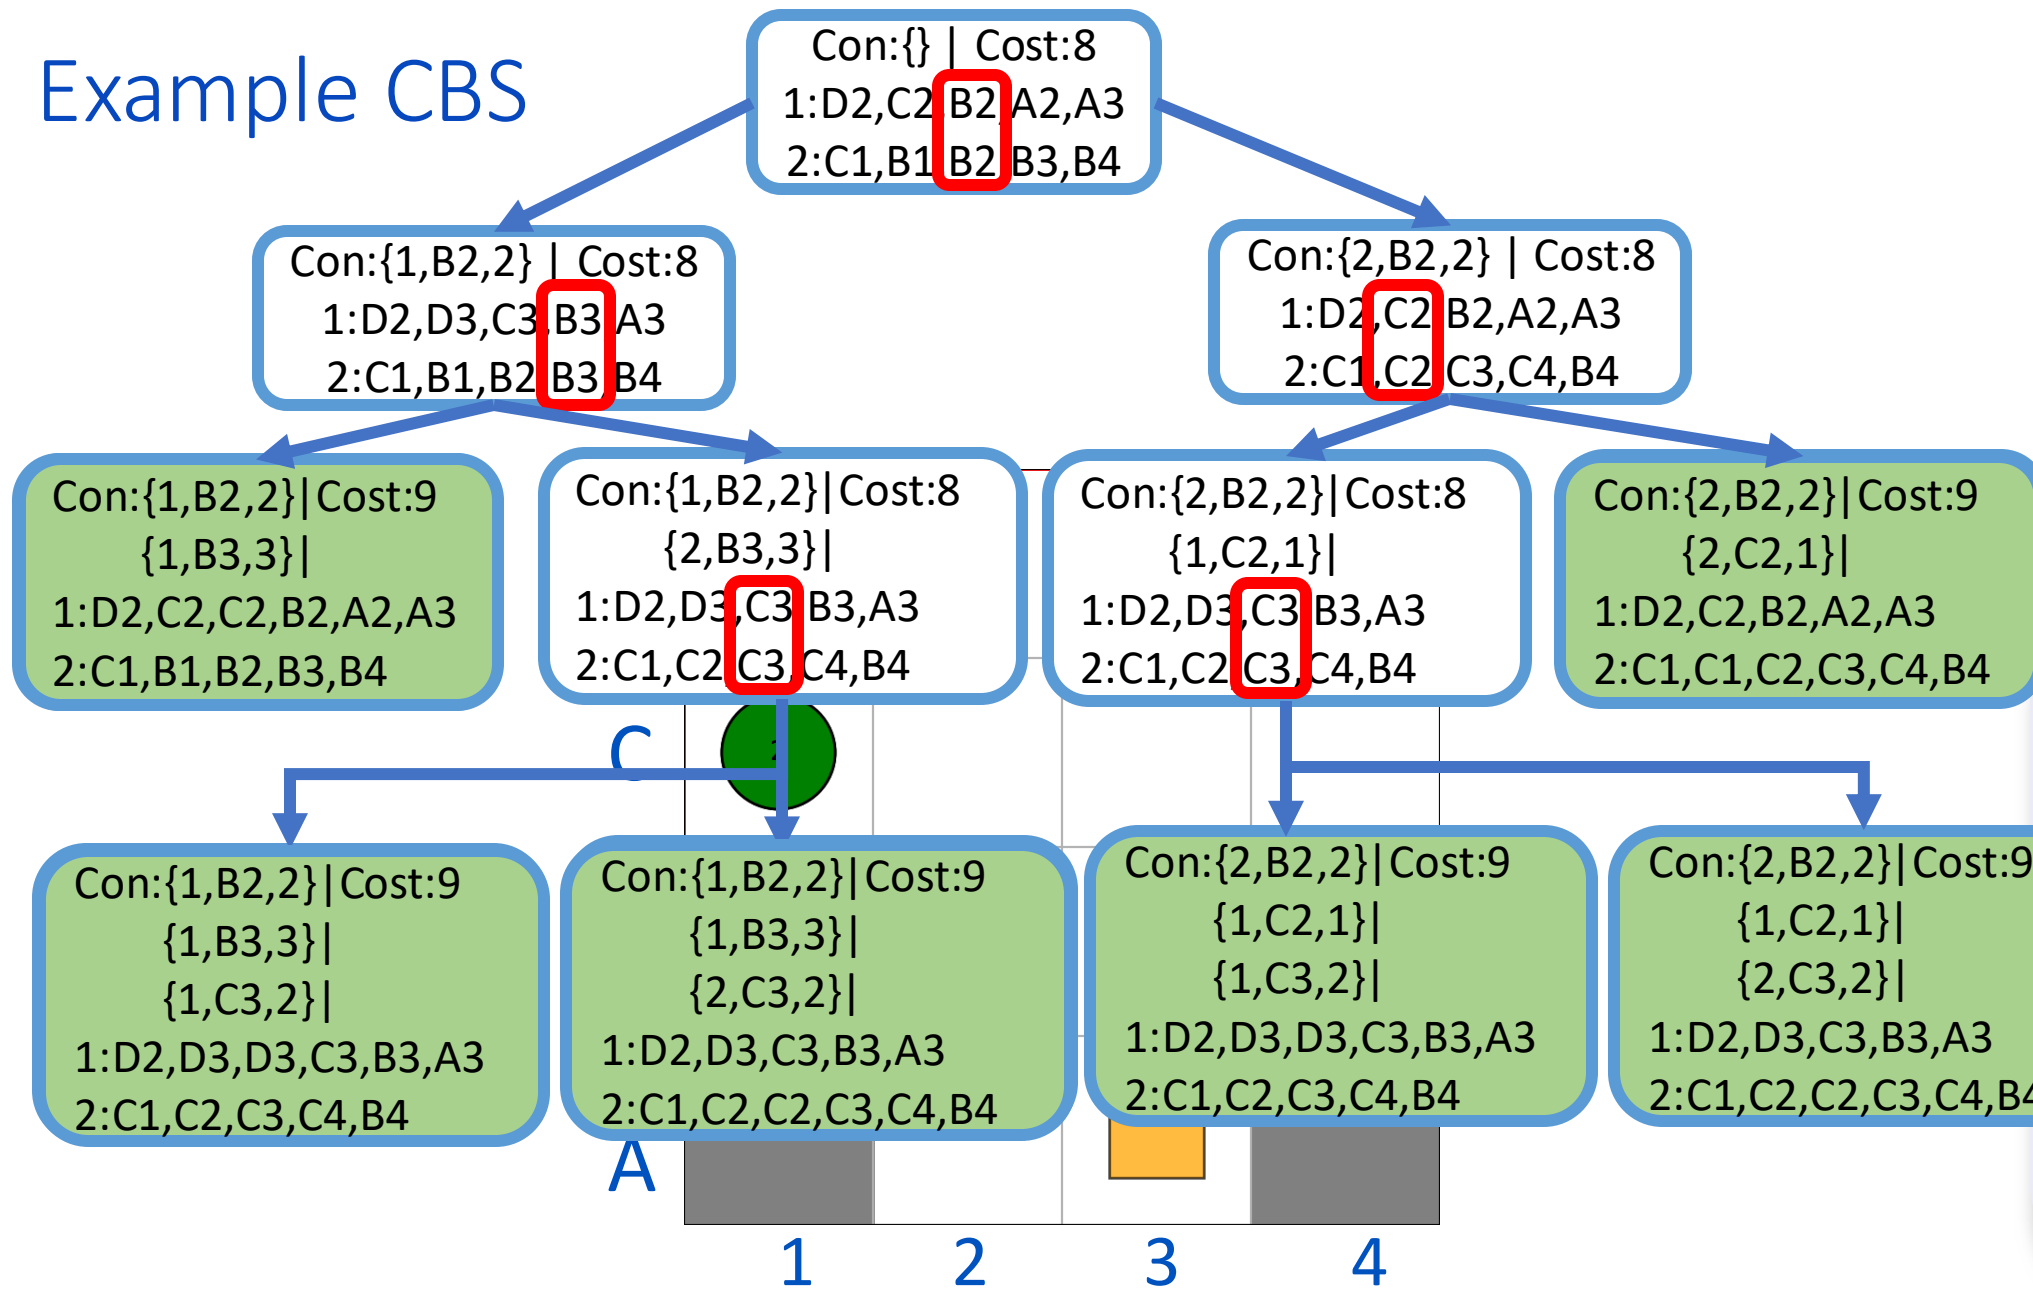 Example CBS
Con:{} | Cost:8
1:D2,C2,B2,A2,A3
2:C1,B1,B2,B3,B4
Con:{1,B2,2} | Cost:8
1:D2,D3,C3,B3,A3
2:C1,B1,B2,B3,B4
Con:{2,B2,2} | Cost:8
1:D2,C2,B2,A2,A3
2:C1,C2,C3,C4,B4
Con:{1,B2,2}|Cost:9
{1,B3,3}|
1:D2,C2,C2,B2,A2,A3
2:C1,B1,B2,B3,B4
Con:{1,B2,2}|Cost:8
{2,B3,3}|
1:D2,D3,C3,B3,A3
2:C1,C2,C3,C4,B4
Con:{2,B2,2}|Cost:8
{1,C2,1}|
1:D2,D3,C3,B3,A3
2:C1,C2,C3,C4,B4
Con:{2,B2,2}|Cost:9
{2,C2,1}|
1:D2,C2,B2,A2,A3
2:C1,C1,C2,C3,C4,B4
C
Con:{1,B2,2}|Cost:9
{1,B3,3}|
{1,C3,2}|
1:D2,D3,D3,C3,B3,A3
2:C1,C2,C3,C4,B4
Con:{1,B2,2}|Cost:9
{1,B3,3}|
{2,C3,2}|
1:D2,D3,C3,B3,A3
2:C1,C2,C2,C3,C4,B4
Con:{2,B2,2}|Cost:9
{1,C2,1}|
{1,C3,2}|
1:D2,D3,D3,C3,B3,A3
2:C1,C2,C3,C4,B4
Con:{2,B2,2}|Cost:9
{1,C2,1}|
{2,C3,2}|
1:D2,D3,C3,B3,A3
2:C1,C2,C2,C3,C4,B4
A
1 2 3 4